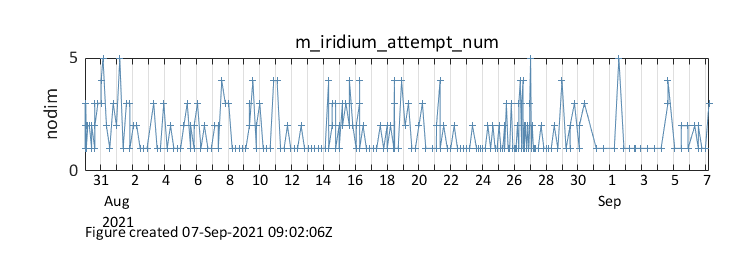 m_iridium_attempt_num
5
nodim
0
31 2 4 6 8 10 12 14 16 18 20 22 24 26 28 30 1 3 5 7
Aug Sep
2021
Figure created 07-Sep-2021 09:02:06Z